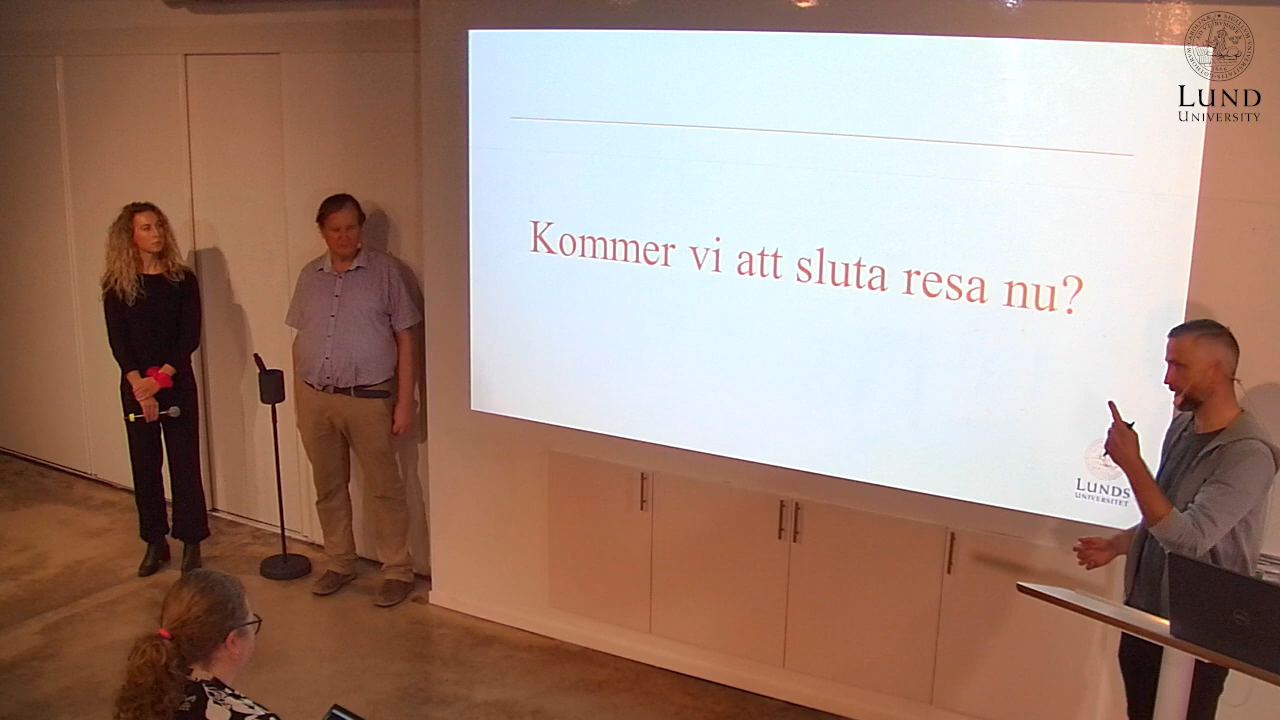 LUND
UNIVERSITY
Kommer vi att sluta resa nu?
LUNDS
UNIVERSITET